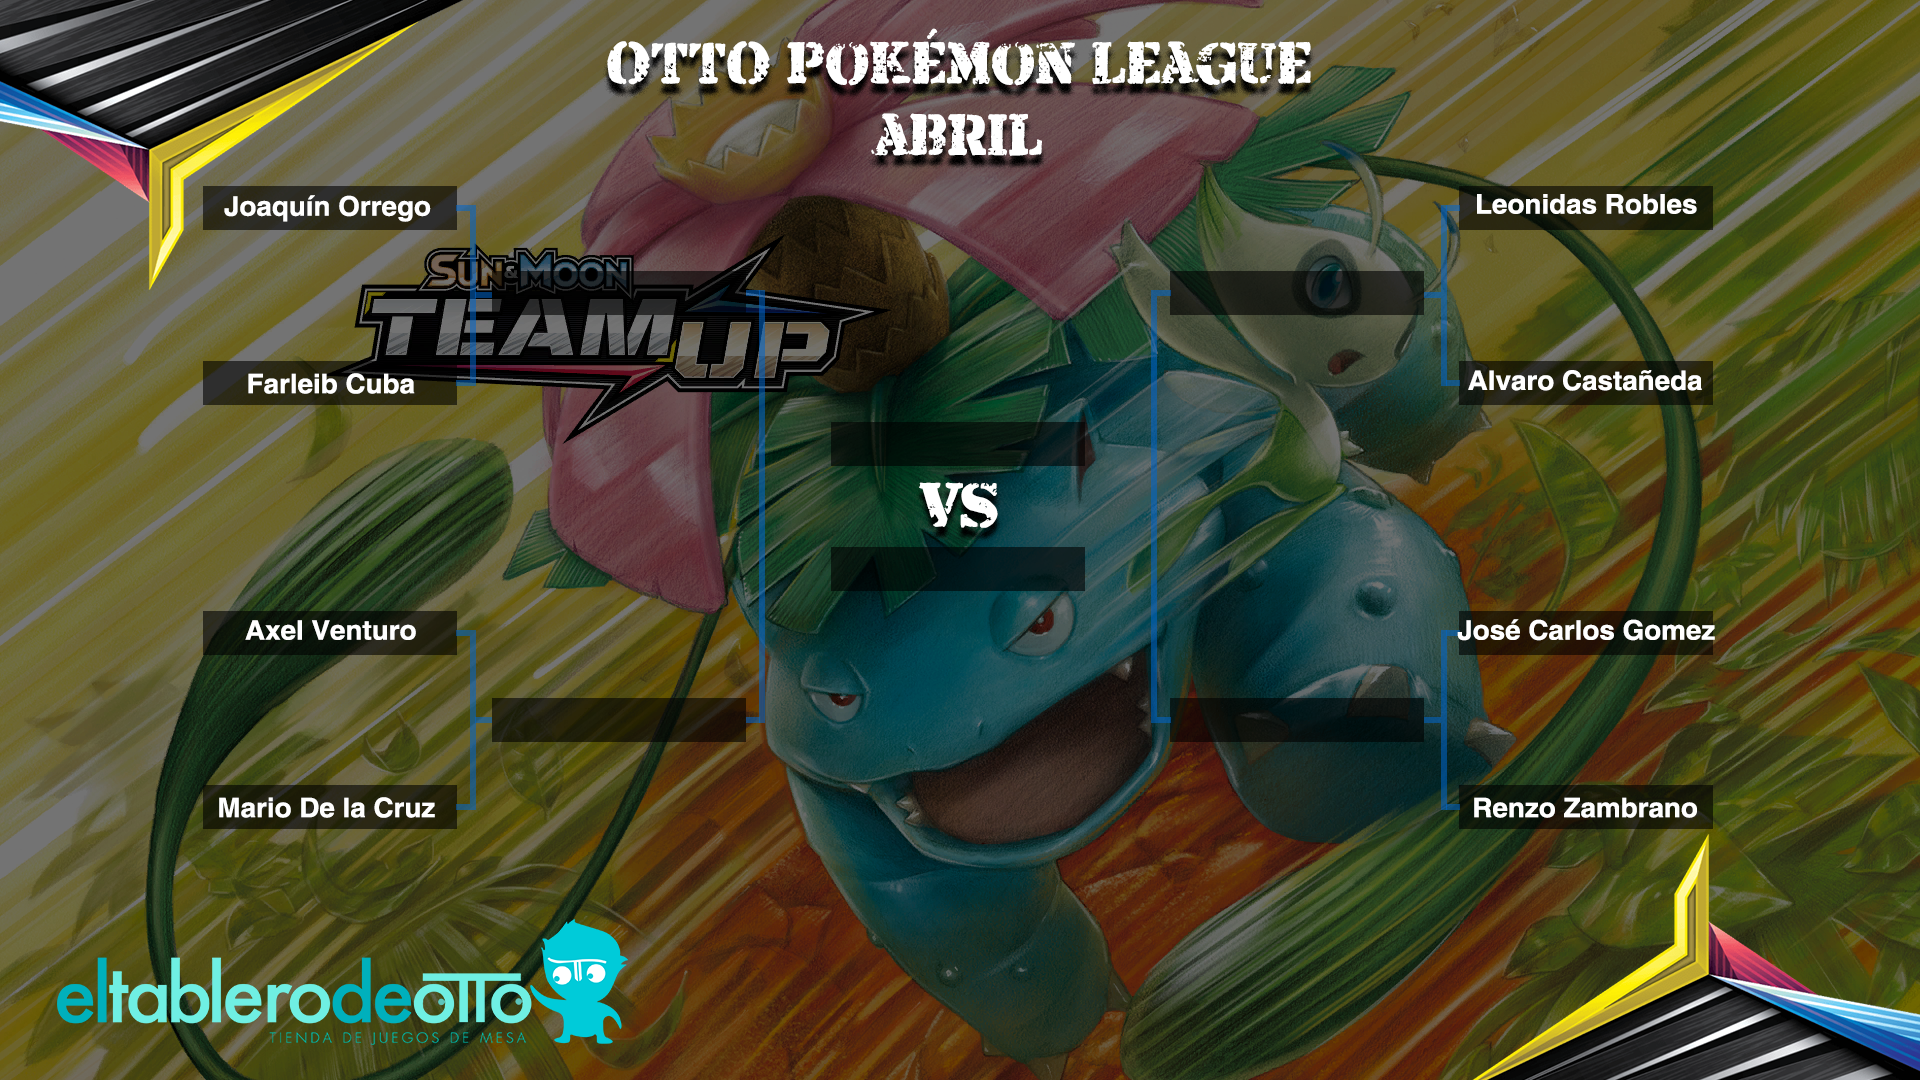 OTTO POKÉMON LEAGUE
ABRIL
Joaquín Orrego
Leonidas Robles
SUN & MOON
TEAM UP
Farleib Cuba
Alvaro Castañeda
VS
Axel Venturo
José Carlos Gomez
Mario De la Cruz
Renzo Zambrano
eltablerodeOTTO
TIENDA DE JUEGOS DE MESA